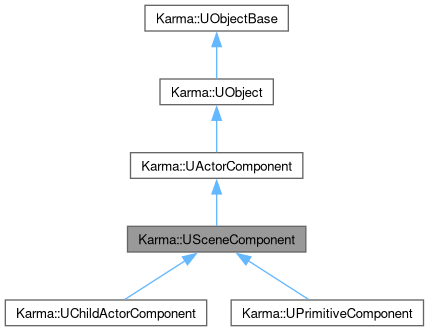 Karma::UObjectBase
Karma::UObject
Karma::UActorComponent
Karma::USceneComponent
Karma::UChildActorComponent
Karma::UPrimitiveComponent